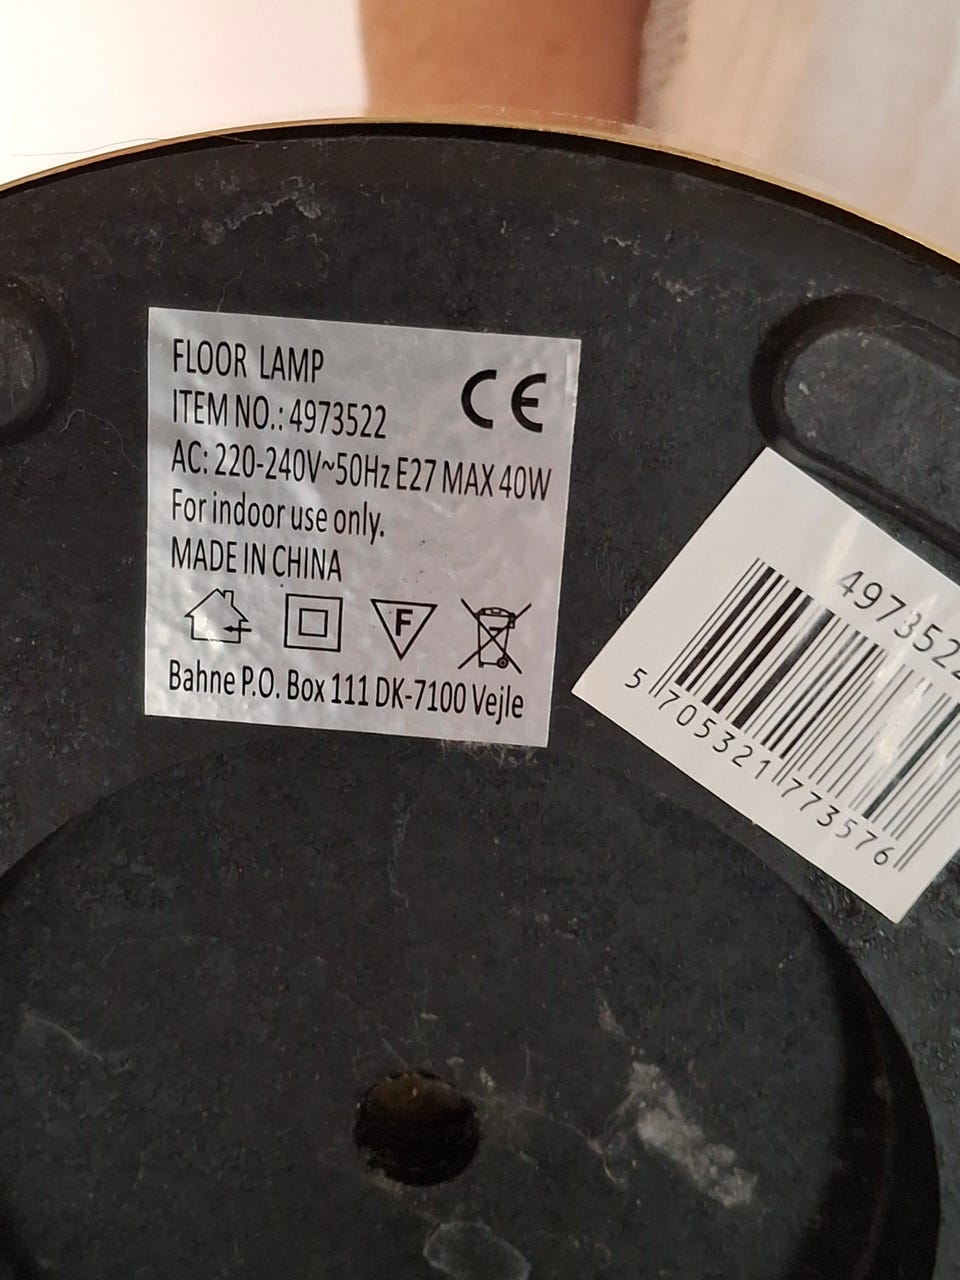 FLOOR LAMP
CE
ITEM NO.: 4973522
AC: 220-240V~50Hz E27 MAX 40W
For indoor use only.
MADE IN CHINA
F
Bahne P.O. Box 111 DK-7100 Vejle
4973522
5 705321 773576